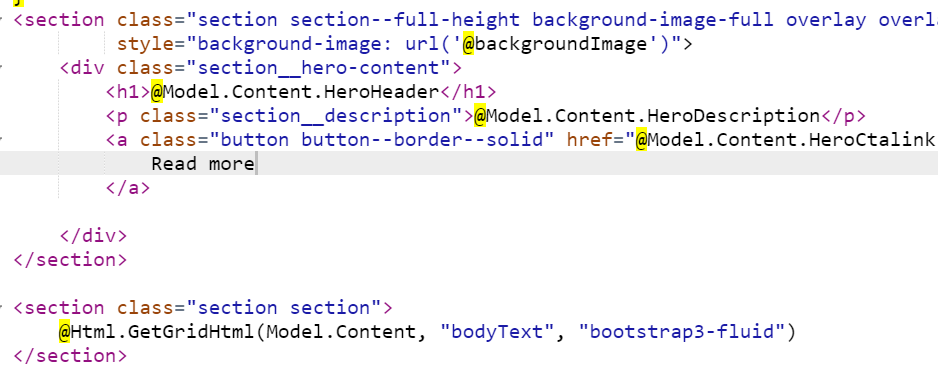 }
<section class="section section--full-height background-image-full overlay overla
style="background-image: url('@backgroundImage')">
<div class="section__hero-content">
<h1>@Model.Content.HeroHeader</h1>
<p class="section__description">@Model.Content.HeroDescription</p>
<a class="button button--border--solid" href="@Model.Content.HeroCtalink
Read more
</a>
</div>
</section>
<section class="section section">
@Html.GetGridHtml(Model.Content, "bodyText", "bootstrap3-fluid")
</section>